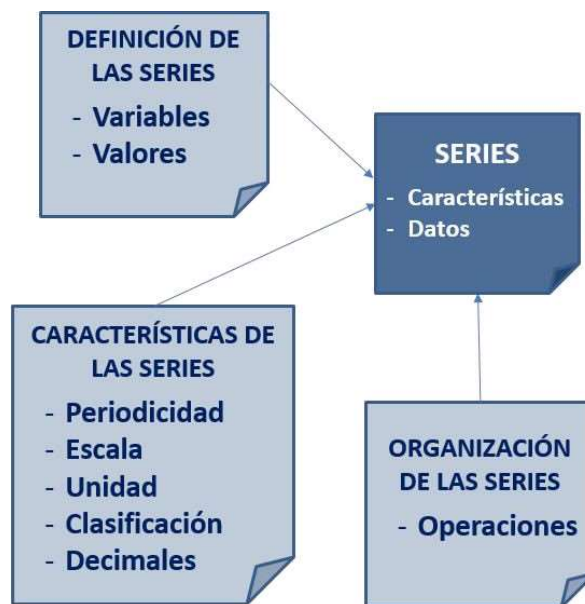 DEFINICIÓN DE
LAS SERIES
- Variables
- Valores
SERIES
- Características
- Datos
CARACTERÍSTICAS DE
LAS SERIES
- Periodicidad
- Escala
- Unidad
- Clasificación
- Decimales
ORGANIZACIÓN
DE LAS SERIES
- Operaciones